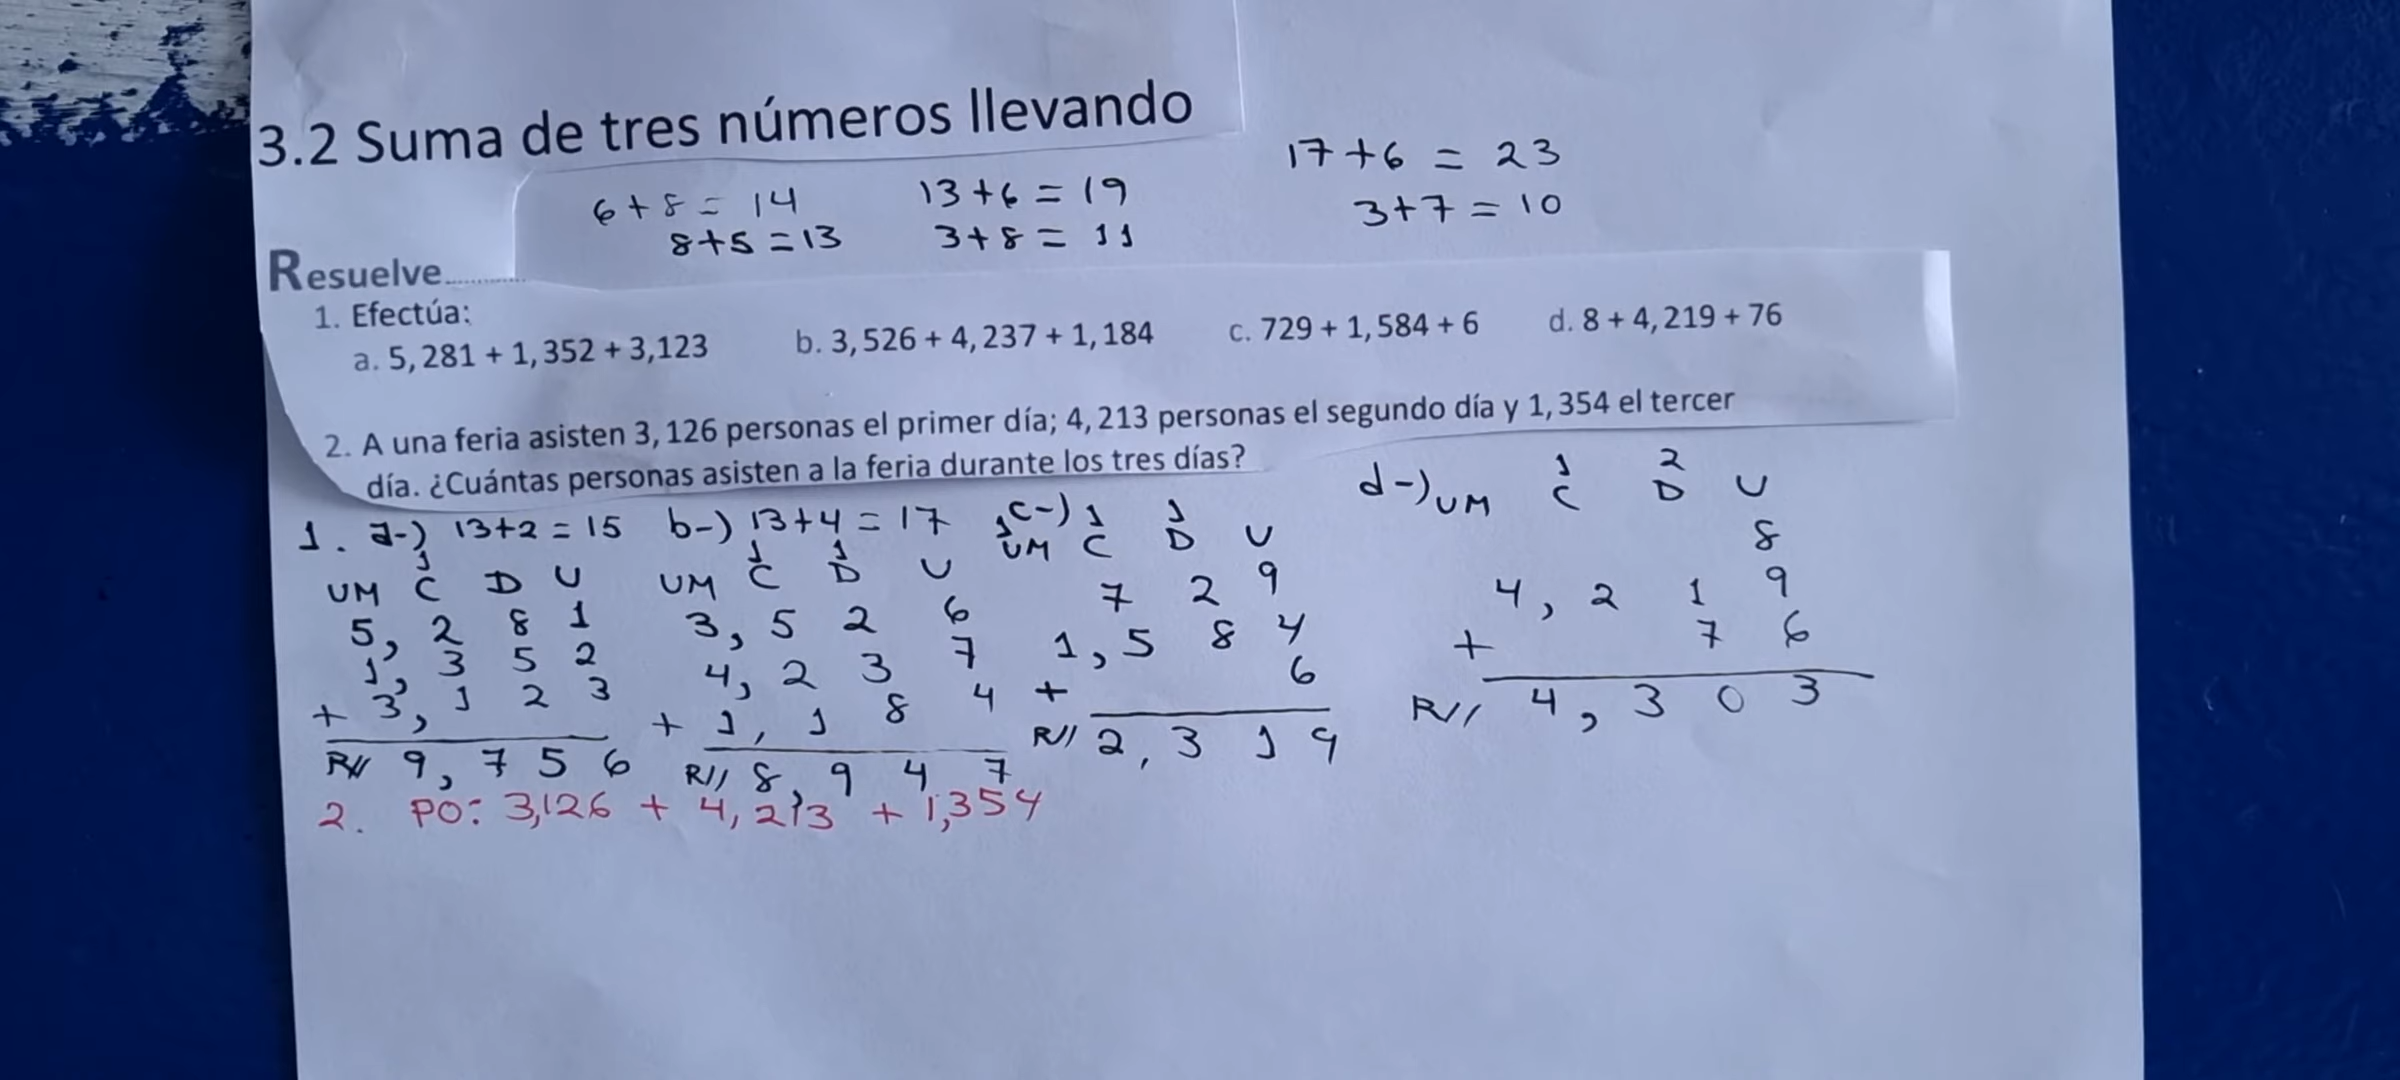 3.2 Suma de tres números llevando
6+8= 14
8+5=13
13+6=19
3+8=11
17+6=23
3+7=10
Resuelve............
1. Efectúa:
a. 5,281 + 1,352 + 3,123
b. 3,526 + 4,237 + 1,184
c. 729 + 1,584 + 6
d. 8 + 4,219 + 76
2. A una feria asisten 3,126 personas el primer día; 4,213 personas el segundo día y 1,354 el tercer
día. ¿Cuántas personas asisten a la feria durante los tres días?
1. a-) 13+2=15
1
UM C D U
5, 2 8 1
1, 3 5 2
+ 3, 1 2 3
R// 9, 7 5 6
b-) 13+4=17
1 1
UM C D U
3, 5 2 6
4, 2 3 7
+ 1, 1 8 4
R// 8, 9 4 7
c-)
1 1 1
UM C D U
7 2 9
1, 5 8 4
+ 6
R// 2, 3 1 9
d-)
1 2
UM C D U
8
4, 2 1 9
+ 7 6
R// 4, 3 0 3
2. PO: 3,126 + 4,213 + 1,354